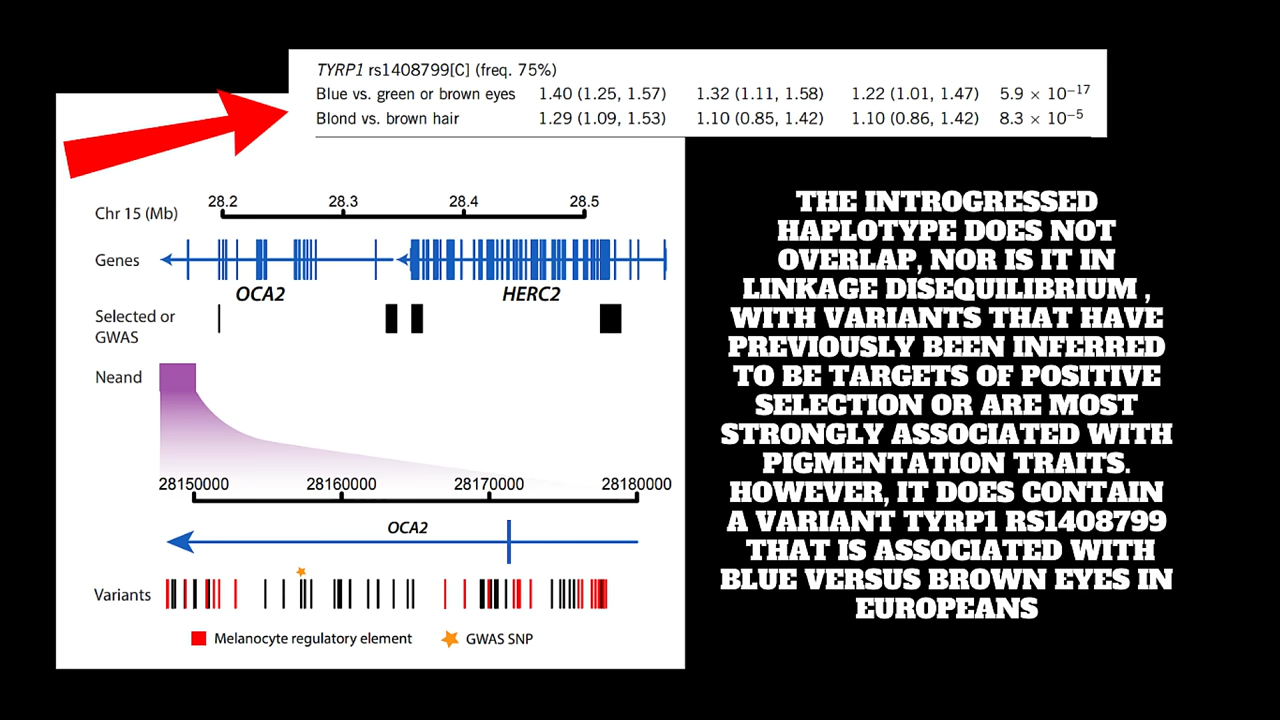 TYRP1 rs1408799[C] (freq. 75%)
Blue vs. green or brown eyes 1.40 (1.25, 1.57) 1.32 (1.11, 1.58) 1.22 (1.01, 1.47) 5.9 × 10⁻¹⁷
Blond vs. brown hair 1.29 (1.09, 1.53) 1.10 (0.85, 1.42) 1.10 (0.86, 1.42) 8.3 × 10⁻⁵
28.2 28.3 28.4 28.5
Chr 15 (Mb)
Genes
OCA2 HERC2
Selected or
GWAS
Neand
28150000 28160000 28170000 28180000
OCA2
Variants
Melanocyte regulatory element GWAS SNP
THE INTROGRESSED
HAPLOTYPE DOES NOT
OVERLAP, NOR IS IT IN
LINKAGE DISEQUILIBRIUM ,
WITH VARIANTS THAT HAVE
PREVIOUSLY BEEN INFERRED
TO BE TARGETS OF POSITIVE
SELECTION OR ARE MOST
STRONGLY ASSOCIATED WITH
PIGMENTATION TRAITS.
HOWEVER, IT DOES CONTAIN
A VARIANT TYRP1 RS1408799
THAT IS ASSOCIATED WITH
BLUE VERSUS BROWN EYES IN
EUROPEANS